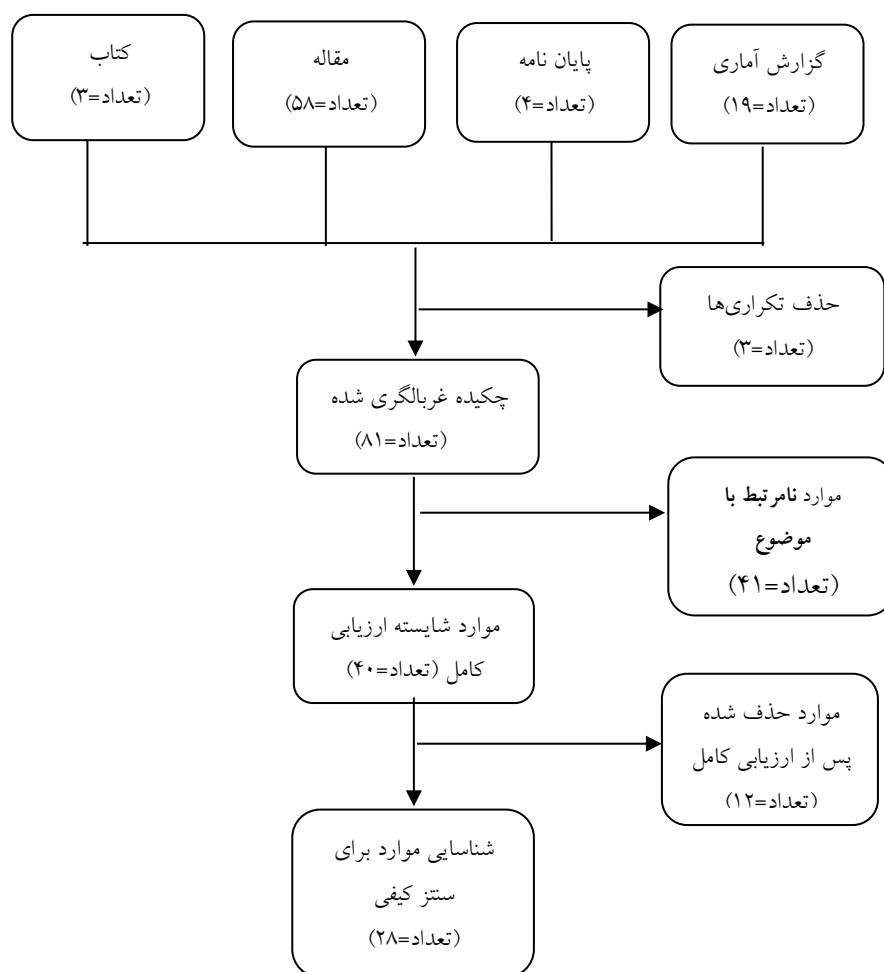 گزارش آماری
(تعداد=۱۹)
پایان نامه
(تعداد=۴)
مقاله
(تعداد=۵۸)
کتاب
(تعداد=۳)
حذف تکراری‌ها
(تعداد=۳)
چکیده غربالگری شده
(تعداد=۸۱)
موارد نامرتبط با
موضوع
(تعداد=۴۱)
موارد شایسته ارزیابی
کامل (تعداد=۴۰)
موارد حذف شده
پس از ارزیابی کامل
(تعداد=۱۲)
شناسایی موارد برای
سنتز کیفی
(تعداد=۲۸)